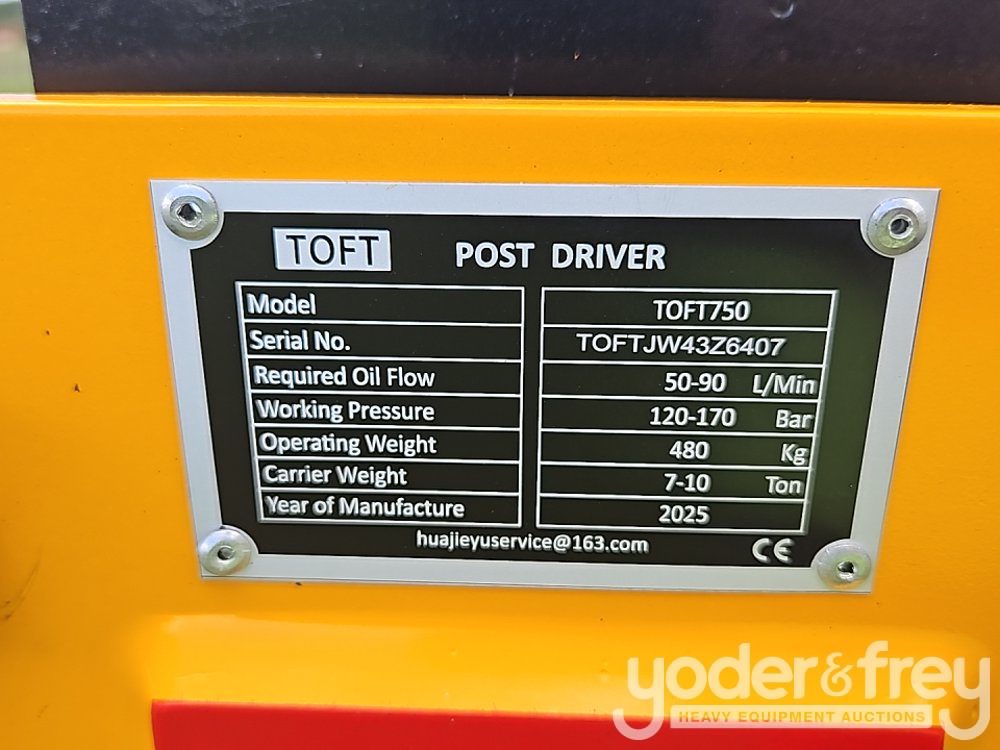 TOFT POST DRIVER
Model TOFT750
Serial No. TOFTJW43Z6407
Required Oil Flow 50-90 L/Min
Working Pressure 120-170 Bar
Operating Weight 480 Kg
Carrier Weight 7-10 Ton
Year of Manufacture 2025
huajieyuservice@163.com CE
yoder&frey
HEAVY EQUIPMENT AUCTIONS